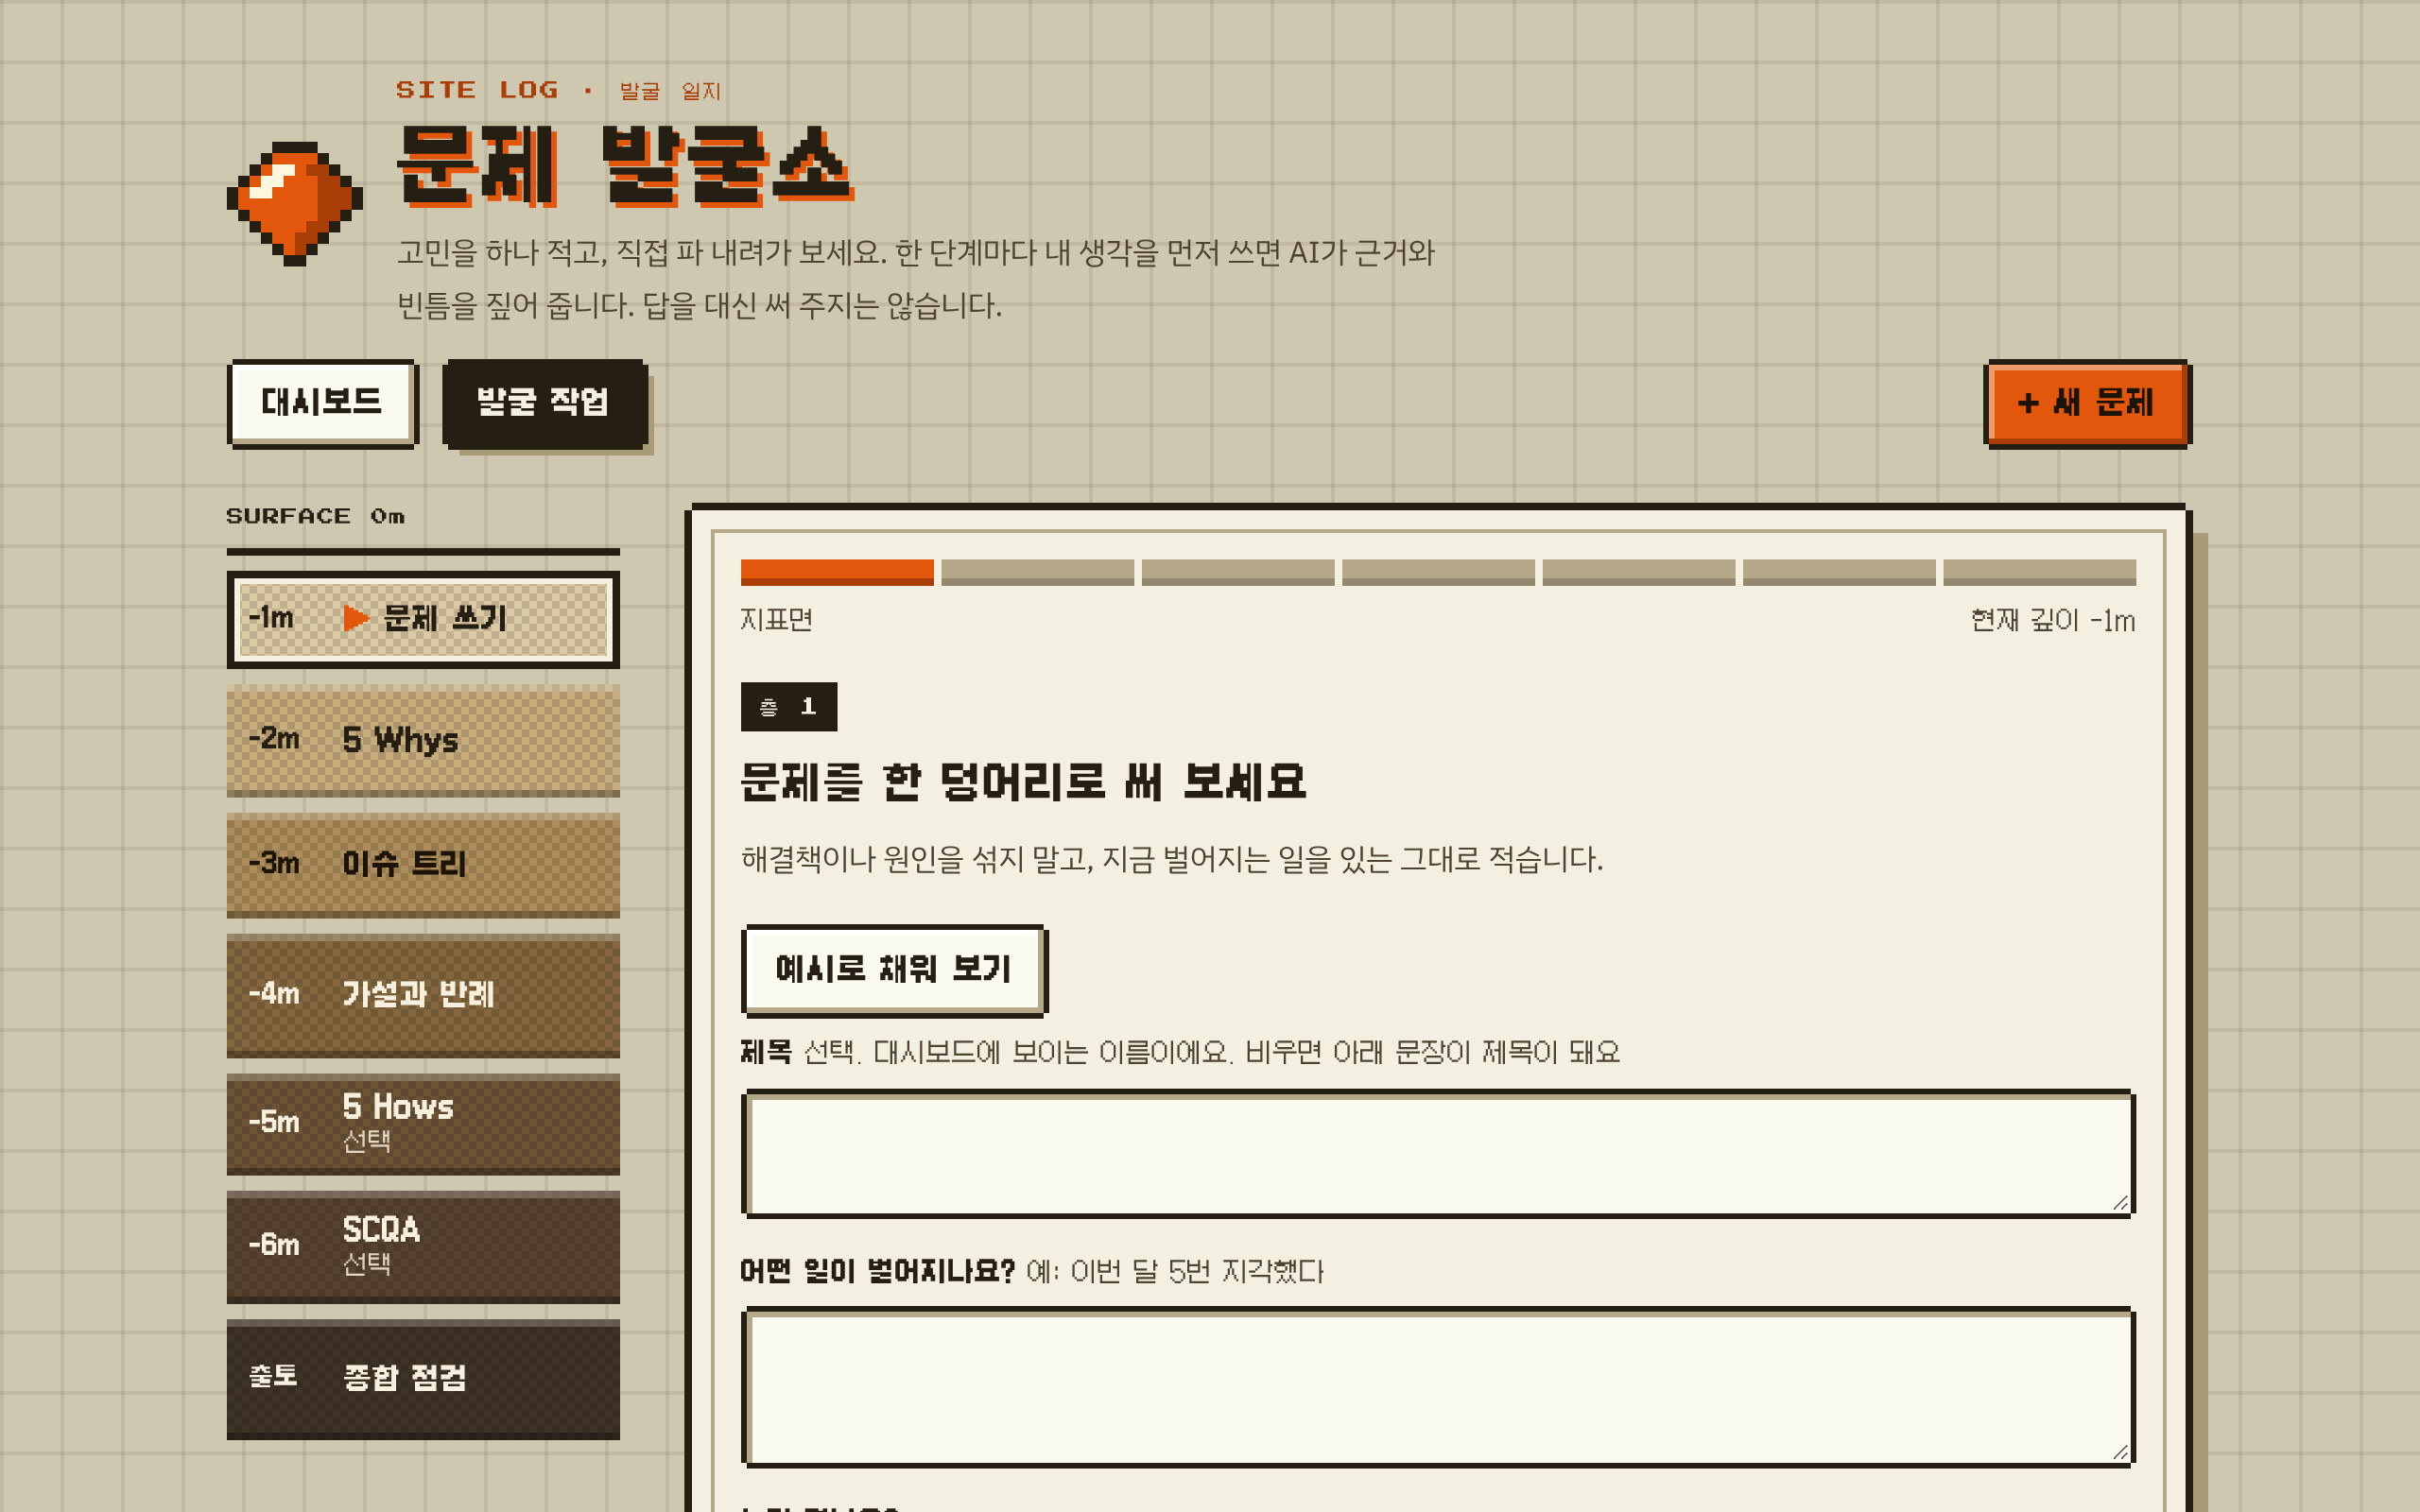 SITE LOG · 발굴 일지
문제 발굴소
고민을 하나 적고, 직접 파 내려가 보세요. 한 단계마다 내 생각을 먼저 쓰면 AI가 근거와
빈틈을 짚어 줍니다. 답을 대신 써 주지는 않습니다.
대시보드
발굴 작업
+ 새 문제
SURFACE 0m
-1m ▶ 문제 쓰기
-2m 5 Whys
-3m 이슈 트리
-4m 가설과 반례
-5m 5 Hows
선택
-6m SCQA
선택
출토 종합 점검
지표면
현재 깊이 -1m
층 1
문제를 한 덩어리로 써 보세요
해결책이나 원인을 섞지 말고, 지금 벌어지는 일을 있는 그대로 적습니다.
예시로 채워 보기
제목 선택. 대시보드에 보이는 이름이에요. 비우면 아래 문장이 제목이 돼요
어떤 일이 벌어지나요? 예: 이번 달 5번 지각했다